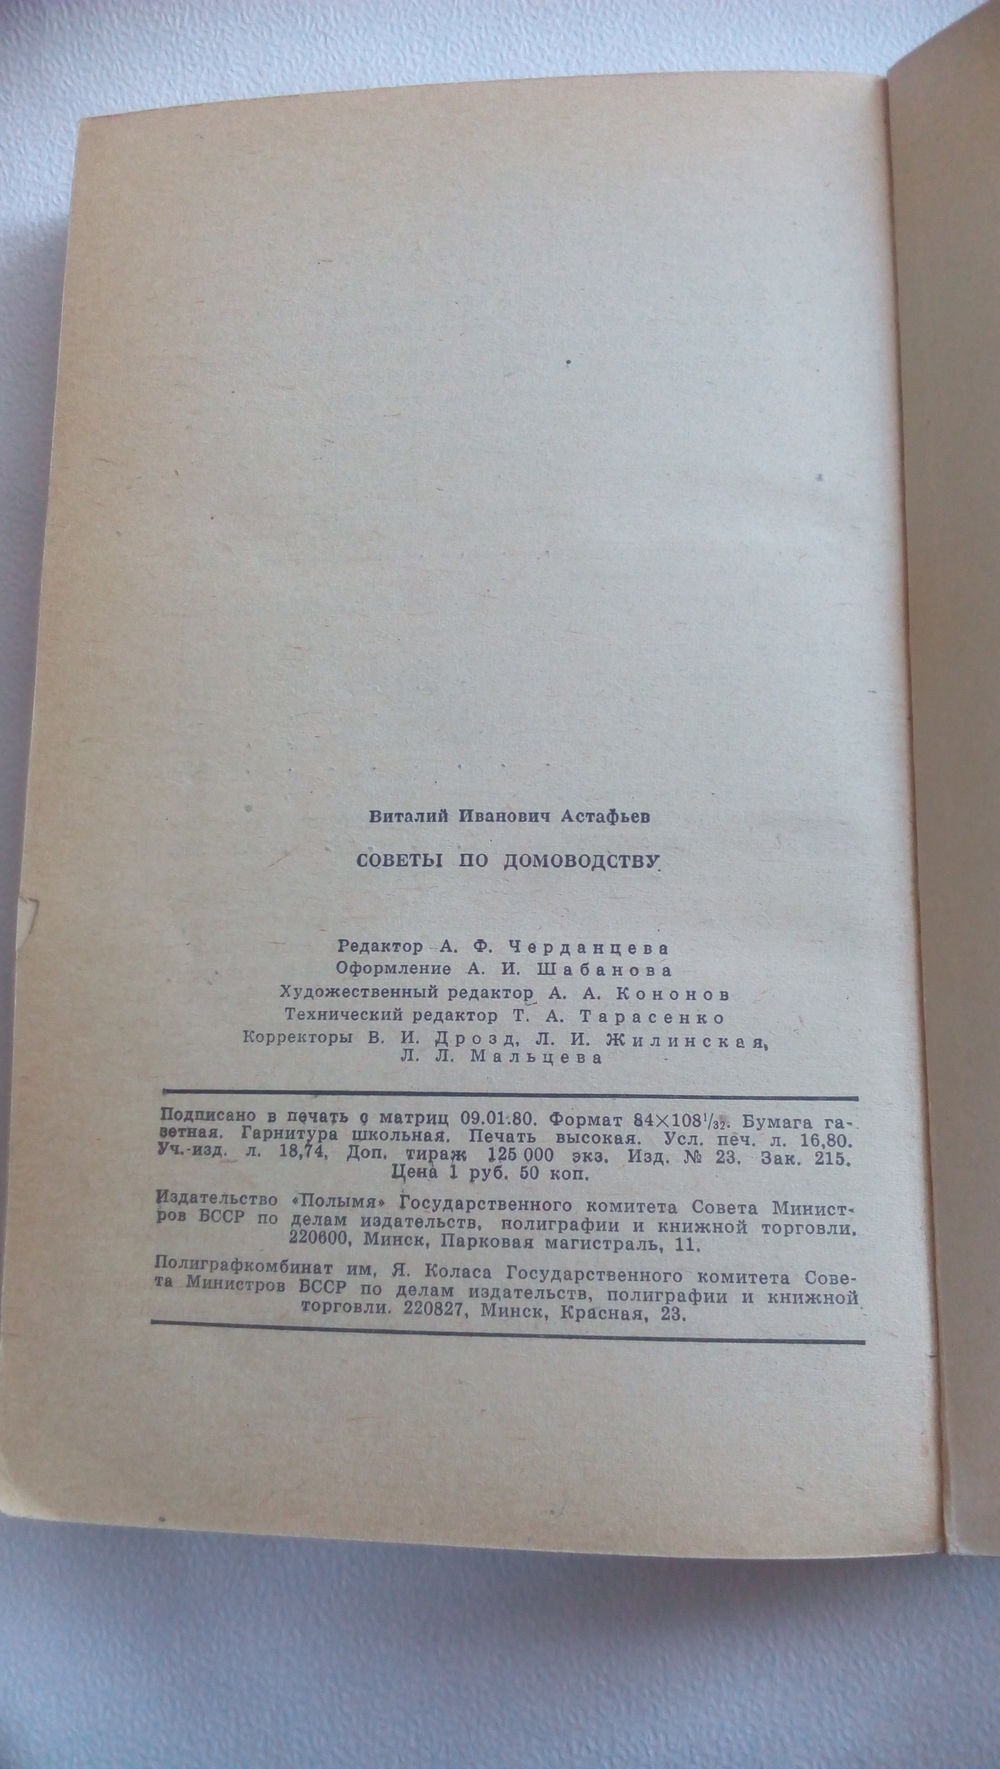 Виталий Иванович Астафьев
СОВЕТЫ ПО ДОМОВОДСТВУ
Редактор А. Ф. Черданцева
Оформление А. И. Шабанова
Художественный редактор А. А. Кононов
Технический редактор Т. А. Тарасенко
Корректоры В. И. Дрозд, Л. И. Жилинская,
Л. Л. Мальцева
Подписано в печать с матриц 09.01.80. Формат 84×108¹/₃₂. Бумага га-
зетная. Гарнитура школьная. Печать высокая. Усл. печ. л. 16,80.
Уч.-изд. л. 18,74. Доп. тираж 125 000 экз. Изд. № 23. Зак. 215.
Цена 1 руб. 50 коп.
Издательство «Полымя» Государственного комитета Совета Минист-
ров БССР по делам издательств, полиграфии и книжной торговли.
220600, Минск, Парковая магистраль, 11.
Полиграфкомбинат им. Я. Коласа Государственного комитета Сове-
та Министров БССР по делам издательств, полиграфии и книжной
торговли. 220827, Минск, Красная, 23.